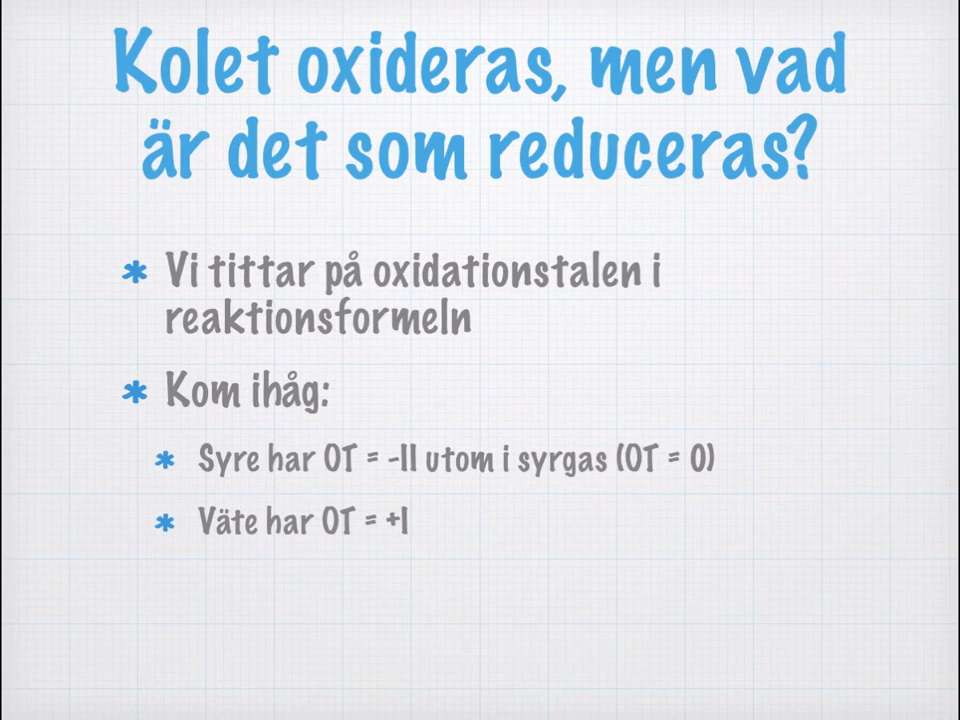 Kolet oxideras, men vad
är det som reduceras?
* Vi tittar på oxidationstalen i
reaktionsformeln
* Kom ihåg:
* Syre har OT = -II utom i syrgas (OT = 0)
* Väte har OT = +I